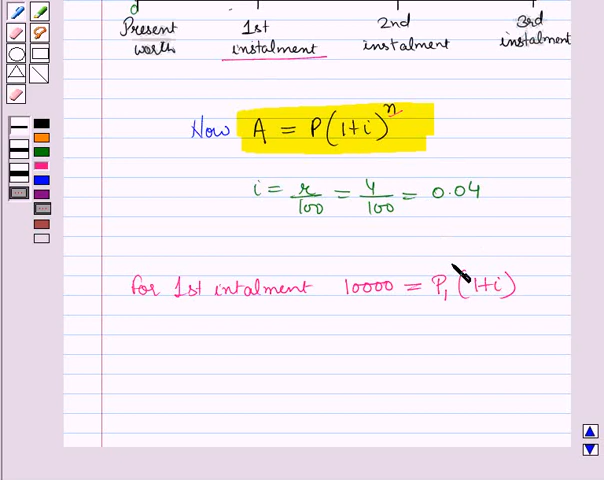 0
Present 1st 2nd 3rd
worth instalment instalment instalment
Now A = P(1+i)^n
i = r/100 = 4/100 = 0.04
For 1st intalment 10000 = P₁(1+i)